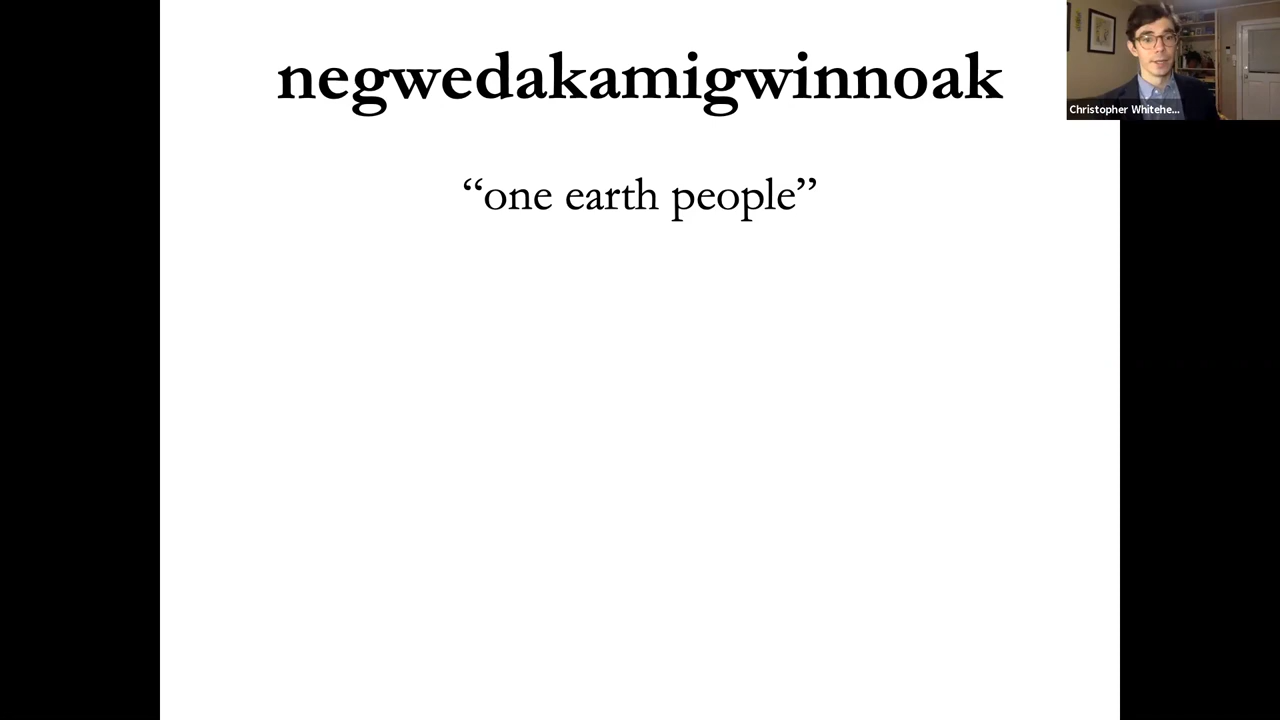 negwedakamigwinnoak
“one earth people”
Christopher Whitehe...